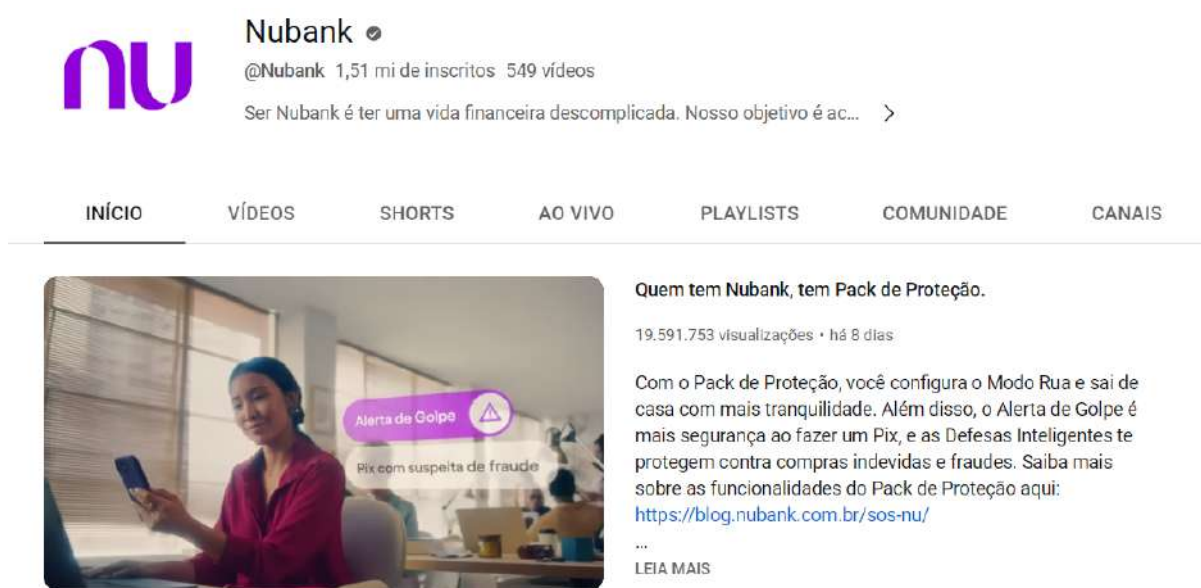 nu
Nubank
@Nubank 1,51 mi de inscritos 549 vídeos
Ser Nubank é ter uma vida financeira descomplicada. Nosso objetivo é ac...
INÍCIO VÍDEOS SHORTS AO VIVO PLAYLISTS COMUNIDADE CANAIS
Alerta de Golpe
Pix com suspeita de fraude
Quem tem Nubank, tem Pack de Proteção.
19.591.753 visualizações • há 8 dias
Com o Pack de Proteção, você configura o Modo Rua e sai de
casa com mais tranquilidade. Além disso, o Alerta de Golpe é
mais segurança ao fazer um Pix, e as Defesas Inteligentes te
protegem contra compras indevidas e fraudes. Saiba mais
sobre as funcionalidades do Pack de Proteção aqui:
https://blog.nubank.com.br/sos-nu/
...
LEIA MAIS